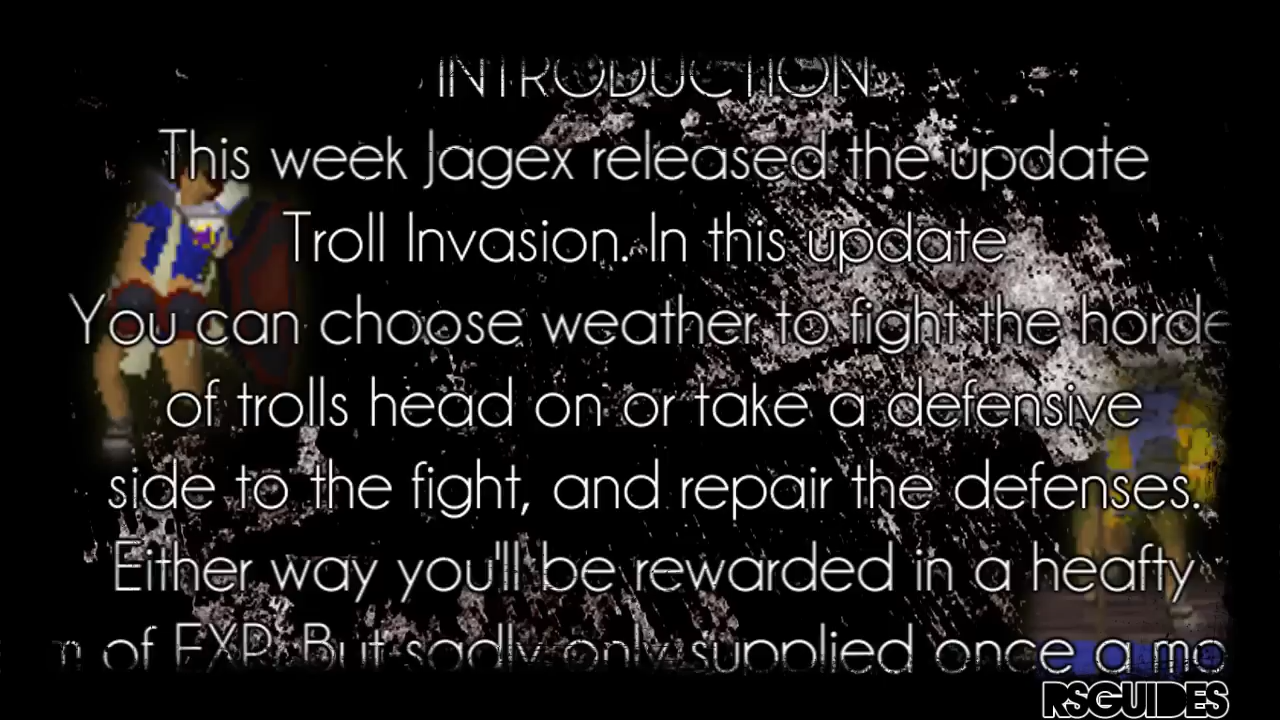 INTRODUCTION
This week Jagex released the update
Troll Invasion. In this update
You can choose weather to fight the horde
of trolls head on or take a defensive
side to the fight, and repair the defenses.
Either way you'll be rewarded in a heafty
of EXP. But sadly only supplied once a
RSGUIDES